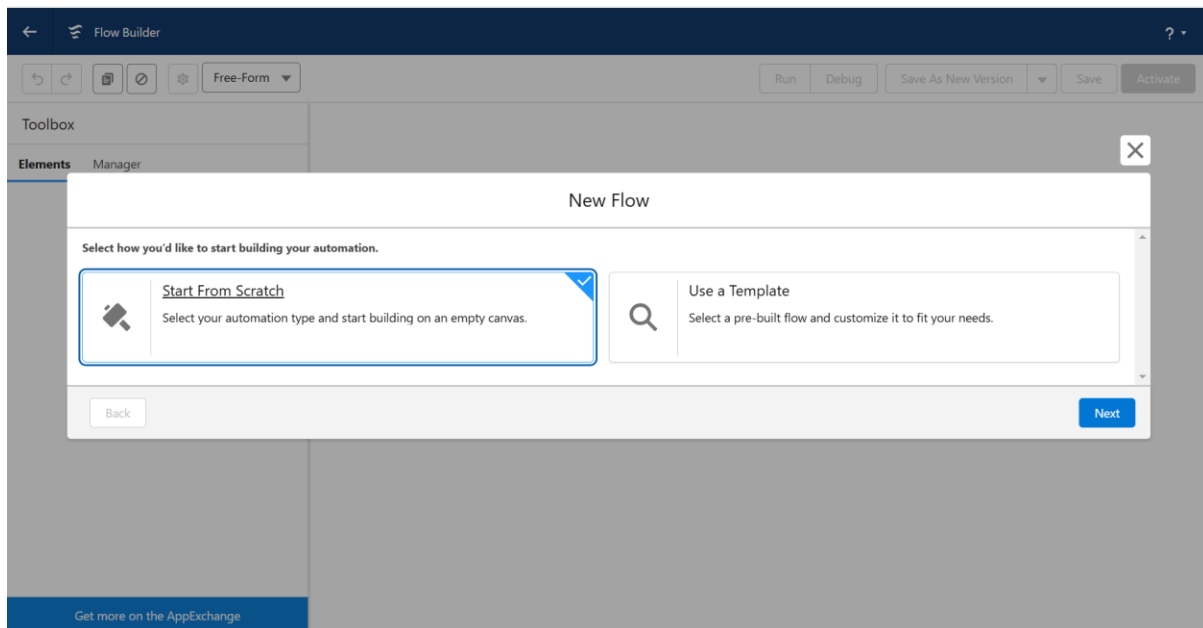 Flow Builder
?
Free-Form
Run
Debug
Save As New Version
Save
Activate
Toolbox
Elements
Manager
New Flow
Select how you'd like to start building your automation.
Start From Scratch
Select your automation type and start building on an empty canvas.
Use a Template
Select a pre-built flow and customize it to fit your needs.
Back
Next
Get more on the AppExchange